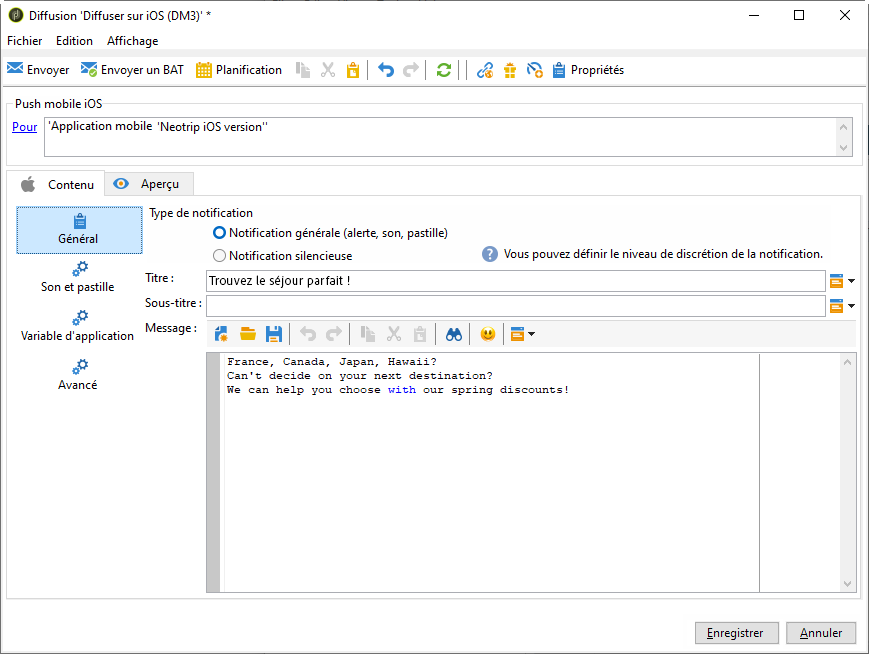 Diffusion 'Diffuser sur iOS (DM3)' *
Fichier Edition Affichage
Envoyer Envoyer un BAT Planification Propriétés
Push mobile iOS
Pour 'Application mobile 'Neotrip iOS version''
Contenu Aperçu
Général
Son et pastille
Variable d'application
Avancé
Type de notification
Notification générale (alerte, son, pastille)
Notification silencieuse
? Vous pouvez définir le niveau de discrétion de la notification.
Titre : Trouvez le séjour parfait !
Sous-titre :
Message :
France, Canada, Japan, Hawaii?
Can't decide on your next destination?
We can help you choose with our spring discounts!
Enregistrer Annuler